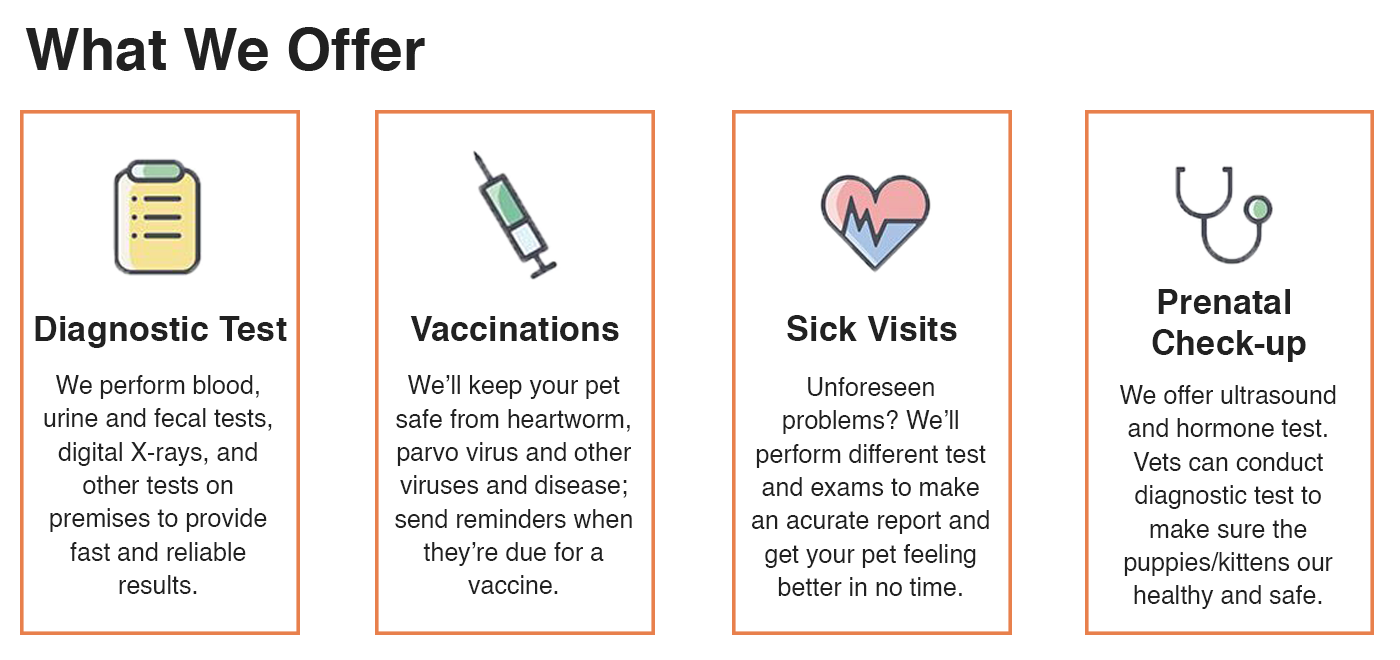 What We Offer
Diagnostic Test
We perform blood,
urine and fecal tests,
digital X-rays, and
other tests on
premises to provide
fast and reliable
results.
Vaccinations
We’ll keep your pet
safe from heartworm,
parvo virus and other
viruses and disease;
send reminders when
they’re due for a
vaccine.
Sick Visits
Unforeseen
problems? We’ll
perform different test
and exams to make
an acurate report and
get your pet feeling
better in no time.
Prenatal
Check-up
We offer ultrasound
and hormone test.
Vets can conduct
diagnostic test to
make sure the
puppies/kittens our
healthy and safe.